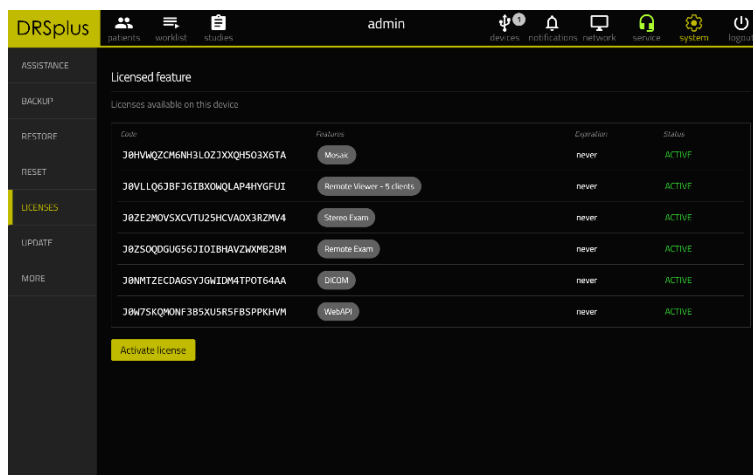 DRSplus patients worklist studies admin 1 devices notifications network service system logout
ASSISTANCE
BACKUP
RESTORE
RESET
LICENSES
UPDATE
MORE
Licensed feature
Licenses available on this device
Code Features Expiration Status
J0HVWQZCM6NH3LOZJXXQH5O3X6TA Mosaic never ACTIVE
J0VLLQ6JBFJ6IBXOWQLAP4HYGFUI Remote Viewer - 5 clients never ACTIVE
J0ZE2MOVSXCVTU25HCVAOX3RZMV4 Stereo Exam never ACTIVE
J0ZSOQDGUG56JIOIBHAVZWXMB2BM Remote Exam never ACTIVE
J0NMTZECDAGSYJGWIDM4TPOT64AA DICOM never ACTIVE
J0W7SKQMONF3B5XU5R5FBSPPKHVM WebAPI never ACTIVE
Activate license